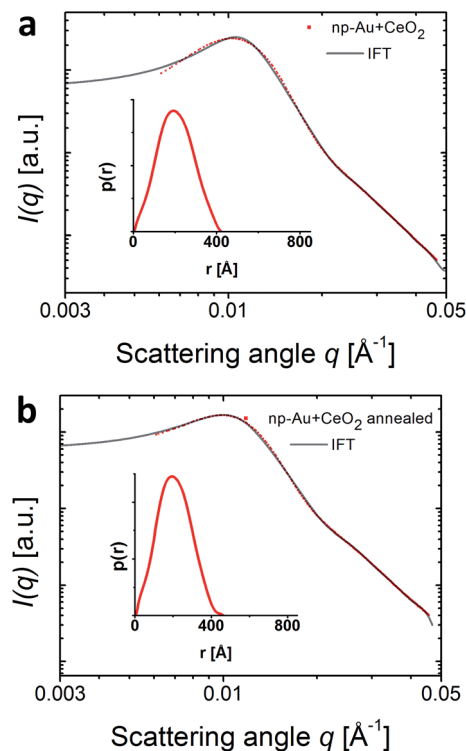 a
np-Au+CeO₂
IFT
I(q) [a.u.]
p(r)
0 400 800
r [Å]
0.003 0.01 0.05
Scattering angle q [Å⁻¹]
b
np-Au+CeO₂ annealed
IFT
I(q) [a.u.]
p(r)
0 400 800
r [Å]
0.003 0.01 0.05
Scattering angle q [Å⁻¹]